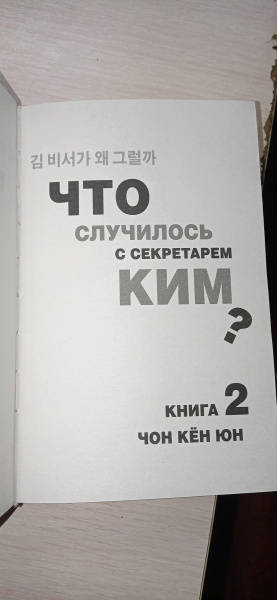 김 비서가 왜 그럴까
ЧТО
СЛУЧИЛОСЬ
С СЕКРЕТАРЕМ
КИМ
?
КНИГА 2
ЧОН КЁН ЮН